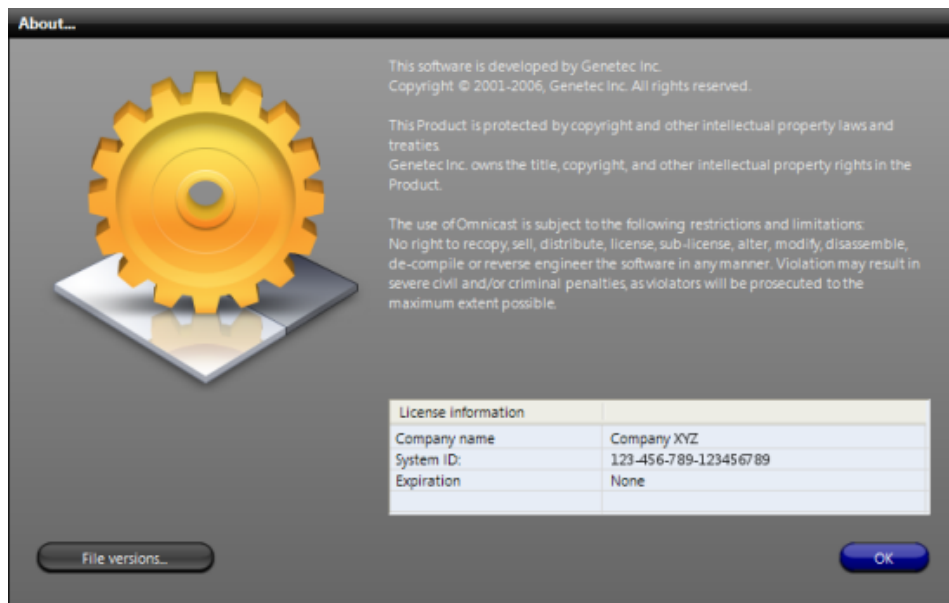 About...
This software is developed by Genetec Inc.
Copyright © 2001-2006, Genetec Inc. All rights reserved.
This Product is protected by copyright and other intellectual property laws and
treaties.
Genetec Inc. owns the title, copyright, and other intellectual property rights in the
Product.
The use of Omnicast is subject to the following restrictions and limitations:
No right to recopy, sell, distribute, license, sub-license, alter, modify, disassemble,
de-compile or reverse engineer the software in any manner. Violation may result in
severe civil and/or criminal penalties, as violators will be prosecuted to the
maximum extent possible.
License information
Company name Company XYZ
System ID: 123-456-789-123456789
Expiration None
File versions... OK